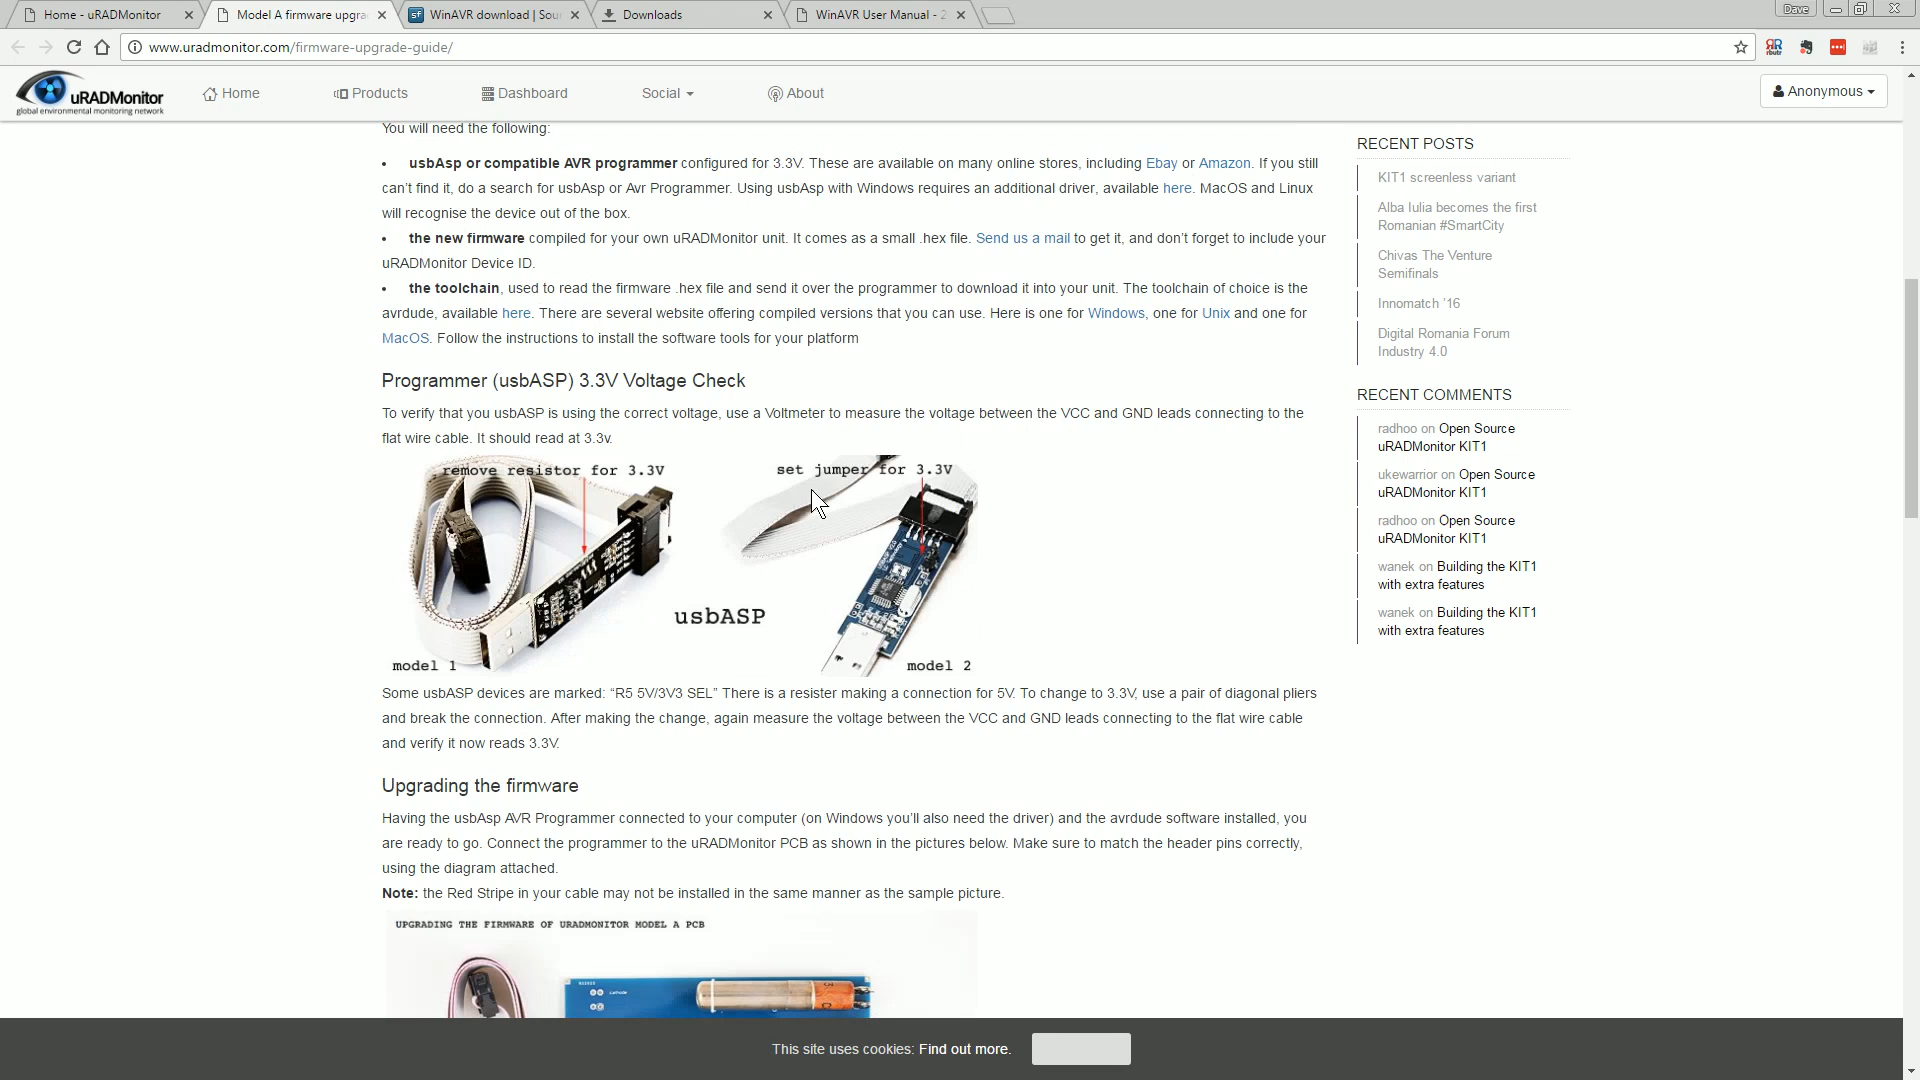 Home - uRADMonitor
Model A firmware upgra
WinAVR download | Sou
Downloads
WinAVR User Manual - 2
Dave
www.uradmonitor.com/firmware-upgrade-guide/
uRADMonitor
global environmental monitoring network
Home
Products
Dashboard
Social
About
Anonymous
You will need the following:
• usbAsp or compatible AVR programmer configured for 3.3V. These are available on many online stores, including Ebay or Amazon. If you still
can't find it, do a search for usbAsp or Avr Programmer. Using usbAsp with Windows requires an additional driver, available here. MacOS and Linux
will recognise the device out of the box.
• the new firmware compiled for your own uRADMonitor unit. It comes as a small .hex file. Send us a mail to get it, and don't forget to include your
uRADMonitor Device ID.
• the toolchain, used to read the firmware .hex file and send it over the programmer to download it into your unit. The toolchain of choice is the
avrdude, available here. There are several website offering compiled versions that you can use. Here is one for Windows, one for Unix and one for
MacOS. Follow the instructions to install the software tools for your platform
Programmer (usbASP) 3.3V Voltage Check
To verify that you usbASP is using the correct voltage, use a Voltmeter to measure the voltage between the VCC and GND leads connecting to the
flat wire cable. It should read at 3.3v.
remove resistor for 3.3V
set jumper for 3.3V
usbASP
model 1
model 2
Some usbASP devices are marked: “R5 5V/3V3 SEL” There is a resister making a connection for 5V. To change to 3.3V, use a pair of diagonal pliers
and break the connection. After making the change, again measure the voltage between the VCC and GND leads connecting to the flat wire cable
and verify it now reads 3.3V.
Upgrading the firmware
Having the usbAsp AVR Programmer connected to your computer (on Windows you'll also need the driver) and the avrdude software installed, you
are ready to go. Connect the programmer to the uRADMonitor PCB as shown in the pictures below. Make sure to match the header pins correctly,
using the diagram attached.
Note: the Red Stripe in your cable may not be installed in the same manner as the sample picture.
UPGRADING THE FIRMWARE OF URADMONITOR MODEL A PCB
RECENT POSTS
KIT1 screenless variant
Alba Iulia becomes the first
Romanian #SmartCity
Chivas The Venture
Semifinals
Innomatch '16
Digital Romania Forum
Industry 4.0
RECENT COMMENTS
radhoo on Open Source
uRADMonitor KIT1
ukewarrior on Open Source
uRADMonitor KIT1
radhoo on Open Source
uRADMonitor KIT1
wanek on Building the KIT1
with extra features
wanek on Building the KIT1
with extra features
This site uses cookies: Find out more.